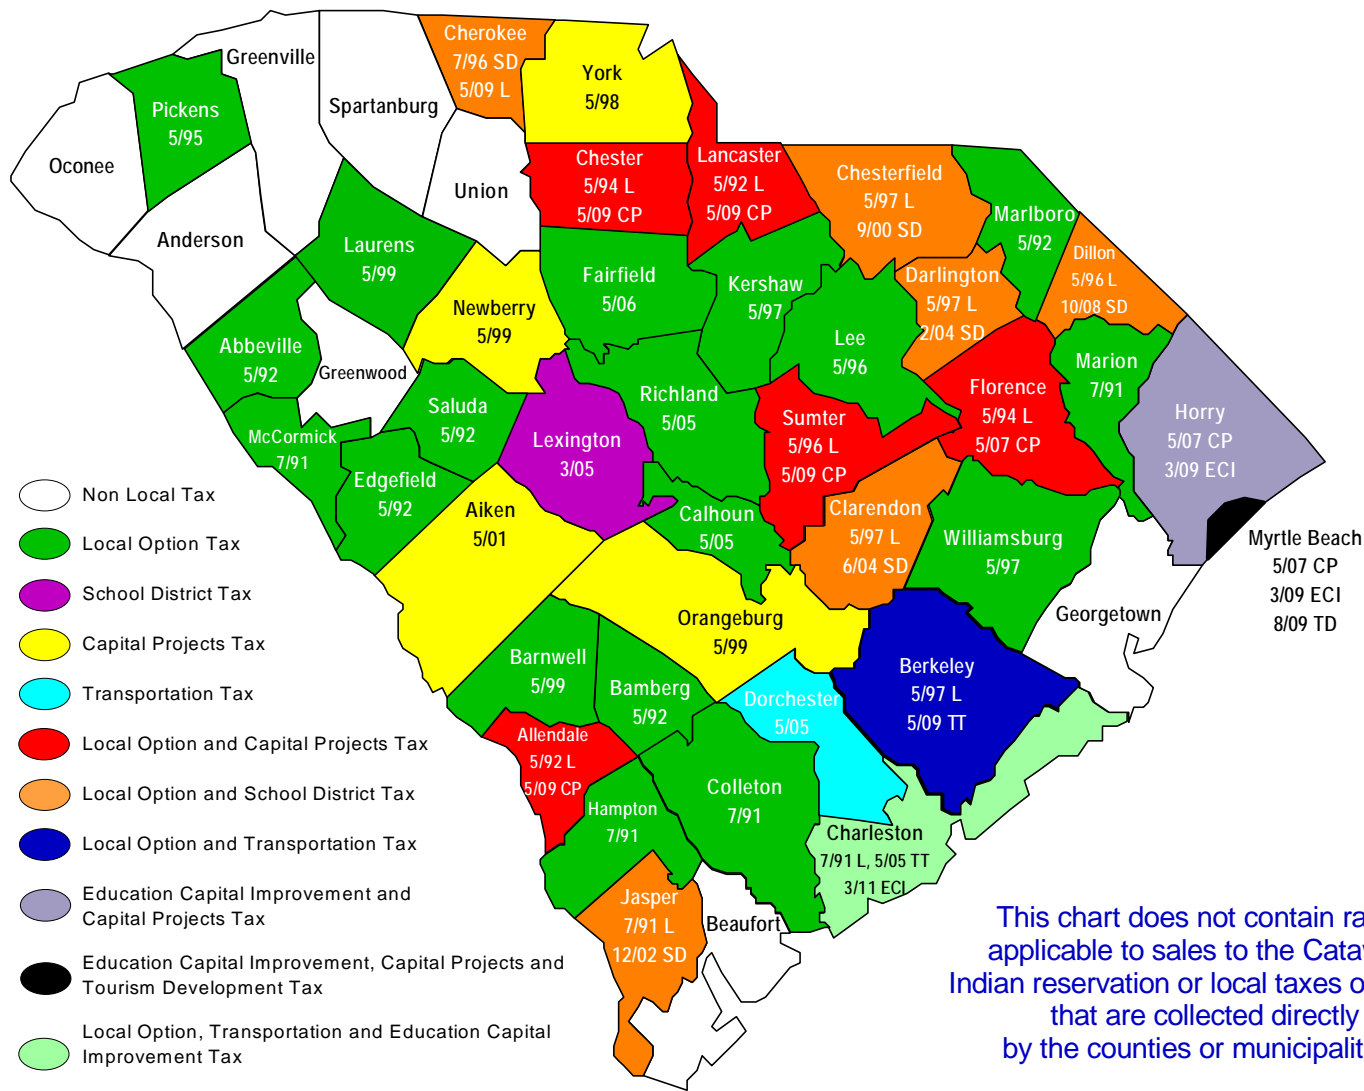 Cherokee
7/96 SD
5/09 L
Greenville
York
5/98
Spartanburg
Pickens
5/95
Oconee
Chester
5/94 L
5/09 CP
Lancaster
5/92 L
5/09 CP
Chesterfield
5/97 L
9/00 SD
Union
Marlboro
5/92
Anderson
Laurens
5/99
Dillon
5/96 L
10/08 SD
Fairfield
5/06
Kershaw
5/97
Darlington
5/97 L
2/04 SD
Newberry
5/99
Abbeville
5/92
Lee
5/96
Marion
7/91
Greenwood
Richland
5/05
Florence
5/94 L
5/07 CP
Saluda
5/92
Sumter
5/96 L
5/09 CP
Horry
5/07 CP
3/09 ECI
McCormick
7/91
Lexington
3/05
Edgefield
5/92
Aiken
5/01
Calhoun
5/05
Clarendon
5/97 L
6/04 SD
Williamsburg
5/97
Myrtle Beach
5/07 CP
3/09 ECI
8/09 TD
Orangeburg
5/99
Georgetown
Barnwell
5/99
Bamberg
5/92
Berkeley
5/97 L
5/09 TT
Dorchester
5/05
Allendale
5/92 L
5/09 CP
Colleton
7/91
Hampton
7/91
Charleston
7/91 L, 5/05 TT
3/11 ECI
Jasper
7/91 L
12/02 SD
Beaufort
Non Local Tax
Local Option Tax
School District Tax
Capital Projects Tax
Transportation Tax
Local Option and Capital Projects Tax
Local Option and School District Tax
Local Option and Transportation Tax
Education Capital Improvement and
Capital Projects Tax
Education Capital Improvement, Capital Projects and
Tourism Development Tax
Local Option, Transportation and Education Capital
Improvement Tax
This chart does not contain ra
applicable to sales to the Cataw
Indian reservation or local taxes o
that are collected directly
by the counties or municipalit